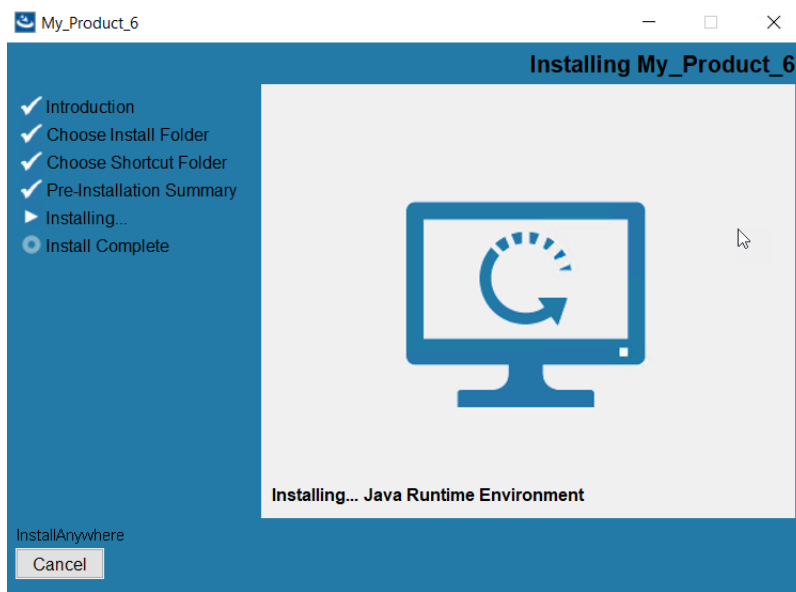 My_Product_6
Installing My_Product_6
Introduction
Choose Install Folder
Choose Shortcut Folder
Pre-Installation Summary
Installing...
Install Complete
Installing... Java Runtime Environment
InstallAnywhere
Cancel